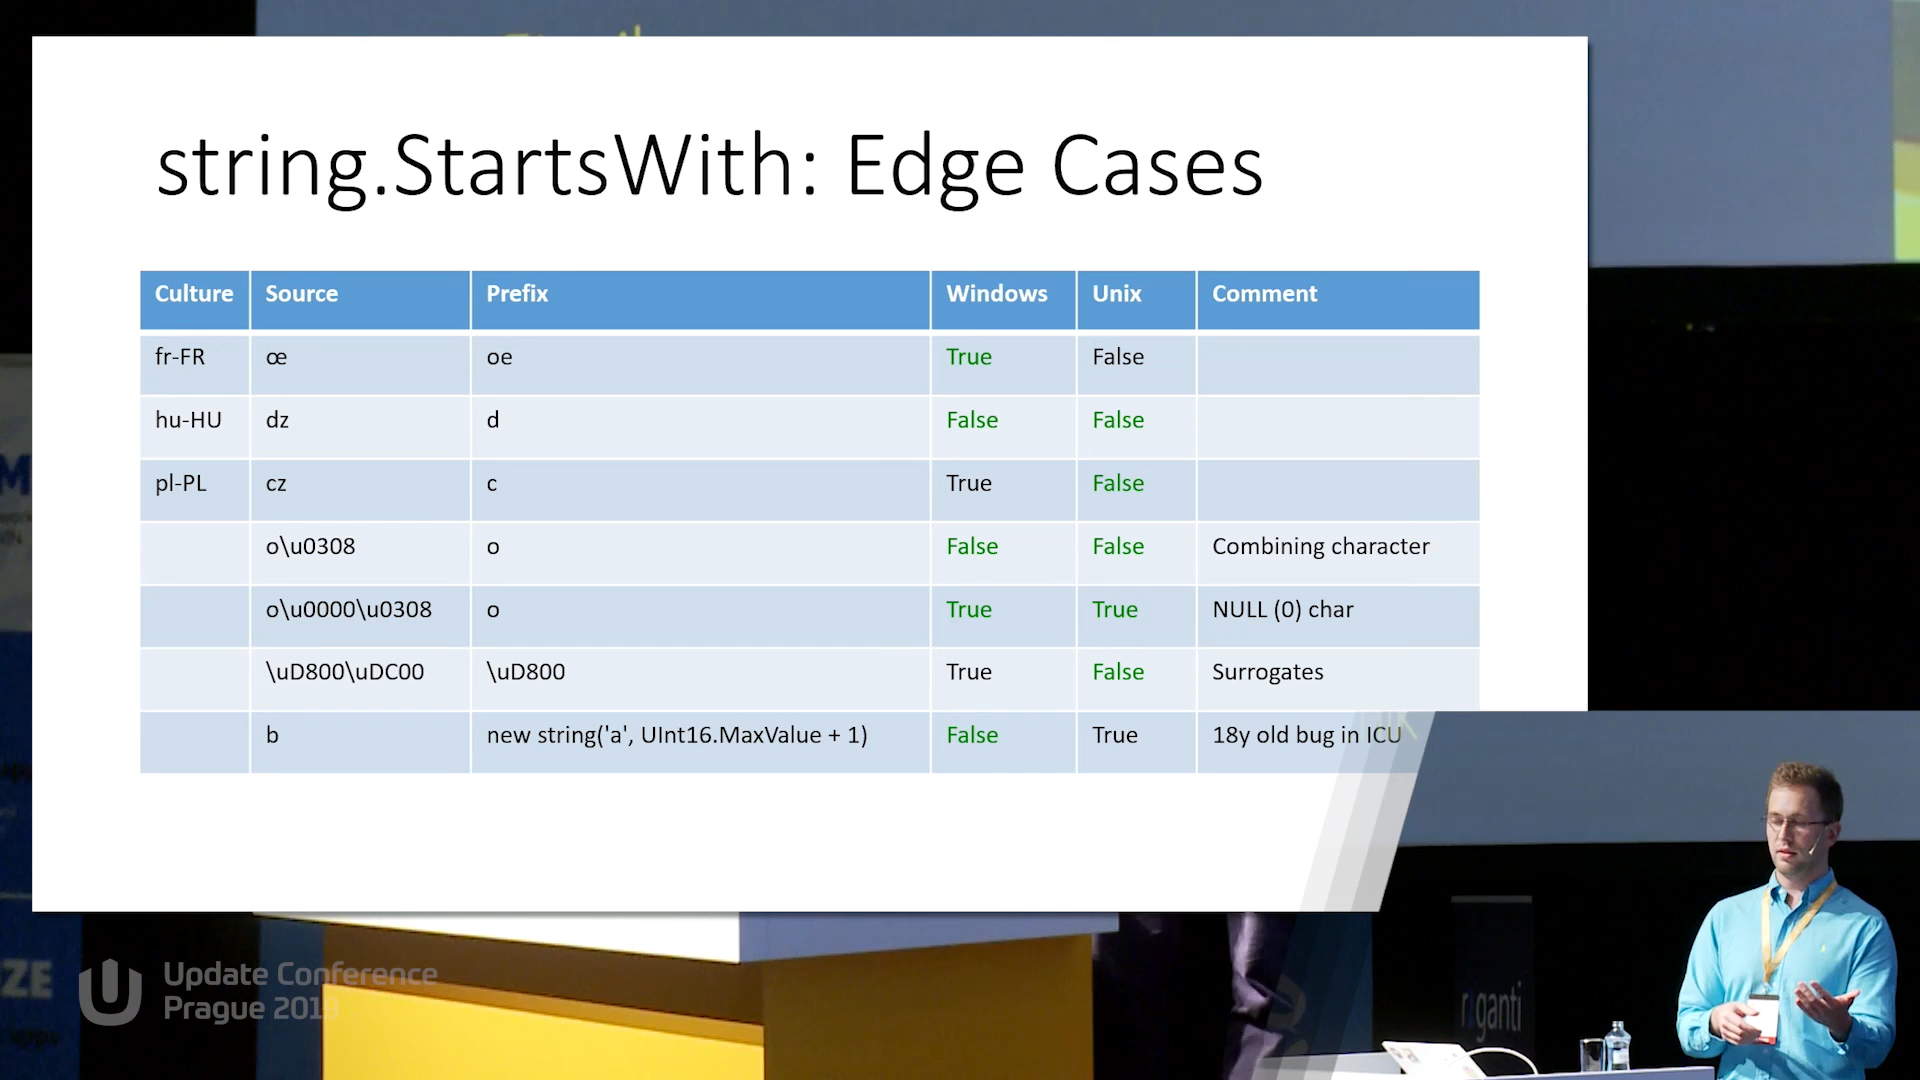 string.StartsWith: Edge Cases
Culture Source Prefix Windows Unix Comment
fr-FR œ oe True False
hu-HU dz d False False
pl-PL cz c True False
o\u0308 o False False Combining character
o\u0000\u0308 o True True NULL (0) char
\uD800\uDC00 \uD800 True False Surrogates
b new string('a', UInt16.MaxValue + 1) False True 18y old bug in ICU
Update Conference
Prague 2019
riganti